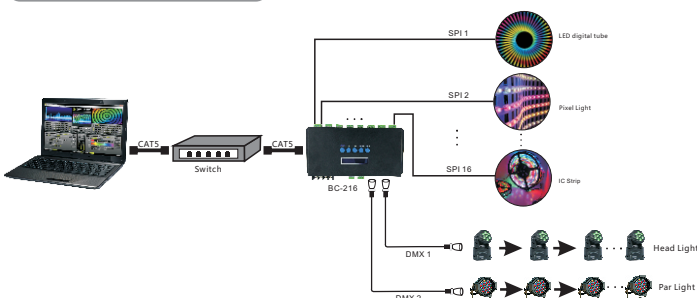 SPI 1
LED digital tube
SPI 2
Pixel Light
CAT5
CAT5
Switch
BC-216
SPI 16
IC Strip
DMX 1
Head Light
DMX 2
Par Light